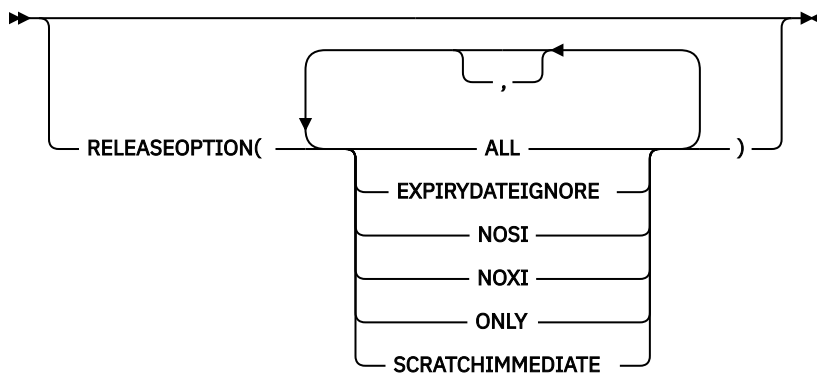 ,
RELEASEOPTION( ALL )
EXPIRYDATEIGNORE
NOSI
NOXI
ONLY
SCRATCHIMMEDIATE